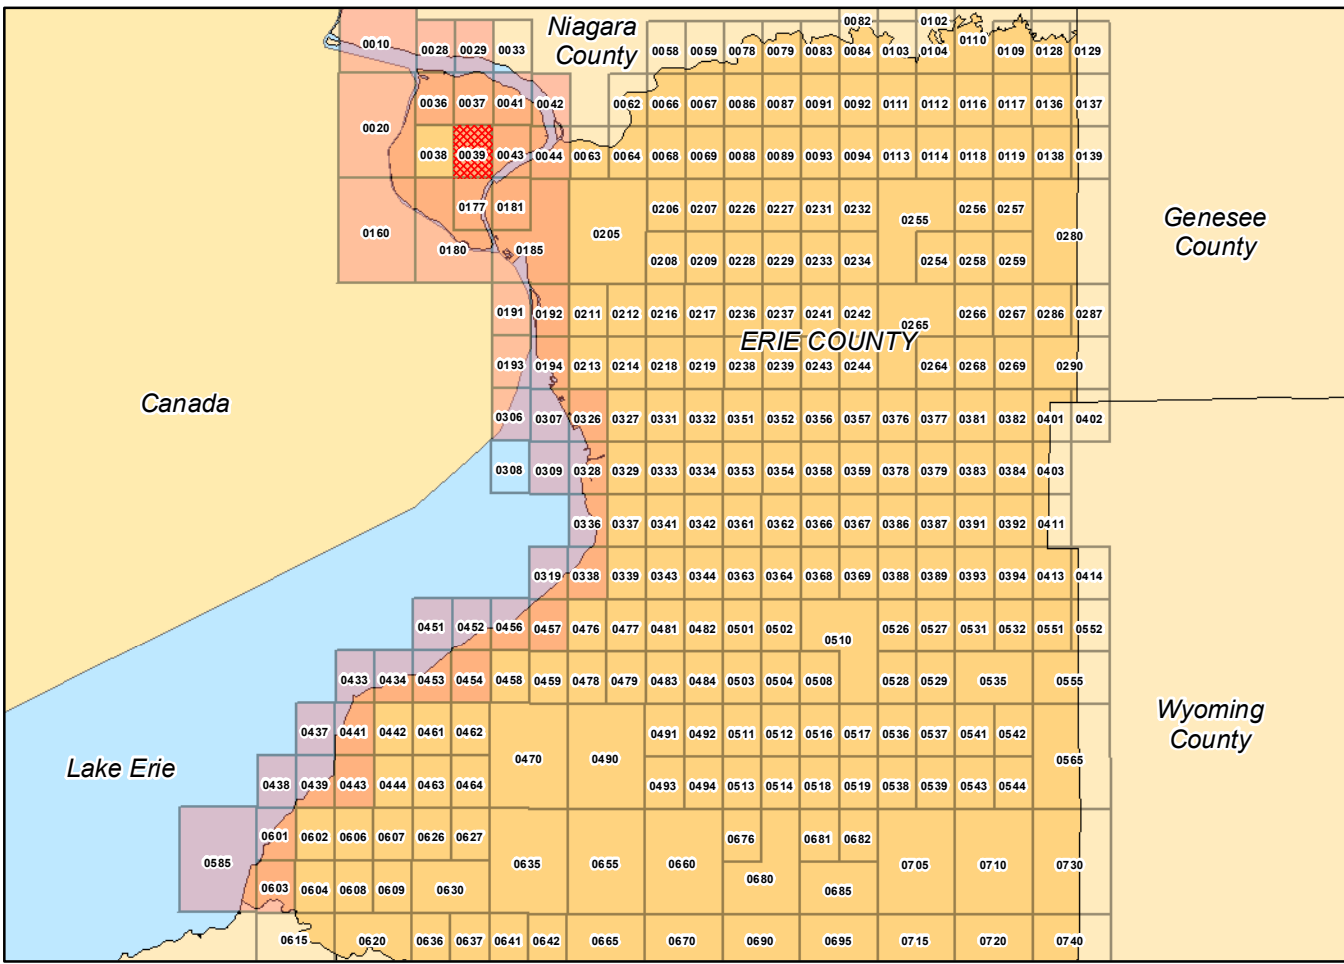 0082 0102
Niagara
County
0010 0028 0029 0033 0058 0059 0078 0079 0083 0084 0103 0104 0110 0109 0128 0129
0036 0037 0041 0042 0062 0066 0067 0086 0087 0091 0092 0111 0112 0116 0117 0136 0137
0020
0038 0039 0043 0044 0063 0064 0068 0069 0088 0089 0093 0094 0113 0114 0118 0119 0138 0139
0177 0181 0206 0207 0226 0227 0231 0232 0255 0256 0257
Genesee
County
0160 0180 0185 0205 0280
0208 0209 0228 0229 0233 0234 0254 0258 0259
0191 0192 0211 0212 0216 0217 0236 0237 0241 0242 0265 0266 0267 0286 0287
ERIE COUNTY
0193 0194 0213 0214 0218 0219 0238 0239 0243 0244 0264 0268 0269 0290
Canada
0306 0307 0326 0327 0331 0332 0351 0352 0356 0357 0376 0377 0381 0382 0401 0402
0308 0309 0328 0329 0333 0334 0353 0354 0358 0359 0378 0379 0383 0384 0403
0336 0337 0341 0342 0361 0362 0366 0367 0386 0387 0391 0392 0411
0319 0338 0339 0343 0344 0363 0364 0368 0369 0388 0389 0393 0394 0413 0414
0451 0452 0456 0457 0476 0477 0481 0482 0501 0502 0510 0526 0527 0531 0532 0551 0552
0433 0434 0453 0454 0458 0459 0478 0479 0483 0484 0503 0504 0508 0528 0529 0535 0555
Wyoming
County
0437 0441 0442 0461 0462 0470 0490 0491 0492 0511 0512 0516 0517 0536 0537 0541 0542 0565
Lake Erie
0438 0439 0443 0444 0463 0464 0493 0494 0513 0514 0518 0519 0538 0539 0543 0544
0601 0602 0606 0607 0626 0627 0676 0681 0682
0585 0635 0655 0660 0680 0705 0710 0730
0603 0604 0608 0609 0630 0685
0615 0620 0636 0637 0641 0642 0665 0670 0690 0695 0715 0720 0740